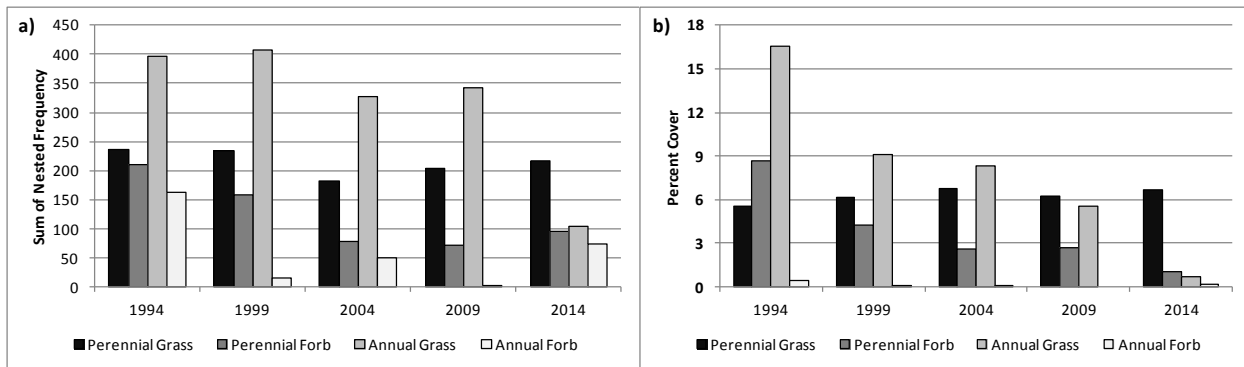 a)
Sum of Nested Frequency
450
400
350
300
250
200
150
100
50
0
1994 1999 2004 2009 2014
Perennial Grass Perennial Forb Annual Grass Annual Forb
b)
Percent Cover
18
15
12
9
6
3
0
1994 1999 2004 2009 2014
Perennial Grass Perennial Forb Annual Grass Annual Forb